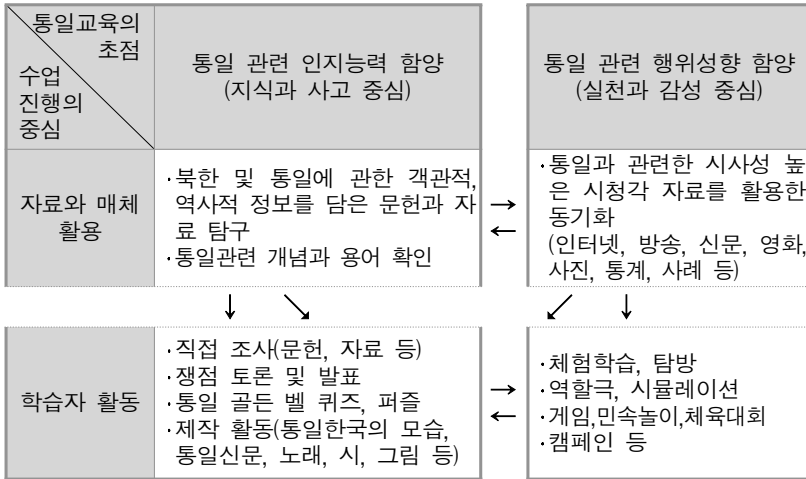 통일교육의
초점
수업
진행의
중심
통일 관련 인지능력 함양
(지식과 사고 중심)
통일 관련 행위성향 함양
(실천과 감성 중심)
자료와 매체
활용
·북한 및 통일에 관한 객관적,
역사적 정보를 담은 문헌과 자
료 탐구
·통일관련 개념과 용어 확인
→
←
·통일과 관련한 시사성 높
은 시청각 자료를 활용한
동기화
(인터넷, 방송, 신문, 영화,
사진, 통계, 사례 등)
↓ ↘ ↙ ↓
학습자 활동
·직접 조사(문헌, 자료 등)
·쟁점 토론 및 발표
·통일 골든 벨 퀴즈, 퍼즐
·제작 활동(통일한국의 모습,
통일신문, 노래, 시, 그림 등)
→
←
·체험학습, 탐방
·역할극, 시뮬레이션
·게임,민속놀이,체육대회
·캠페인 등